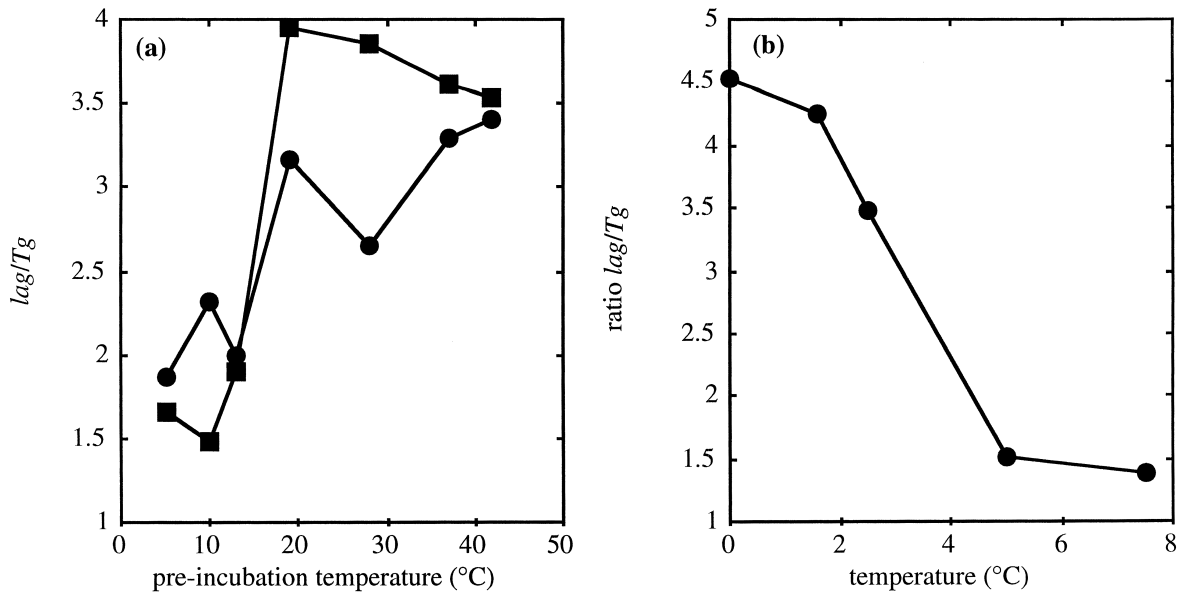 (a)
4
3.5
3
2.5
2
1.5
1
lag/Tg
0 10 20 30 40 50
pre-incubation temperature (°C)
(b)
5
4.5
4
3.5
3
2.5
2
1.5
1
ratio lag/Tg
0 2 4 6 8
temperature (°C)